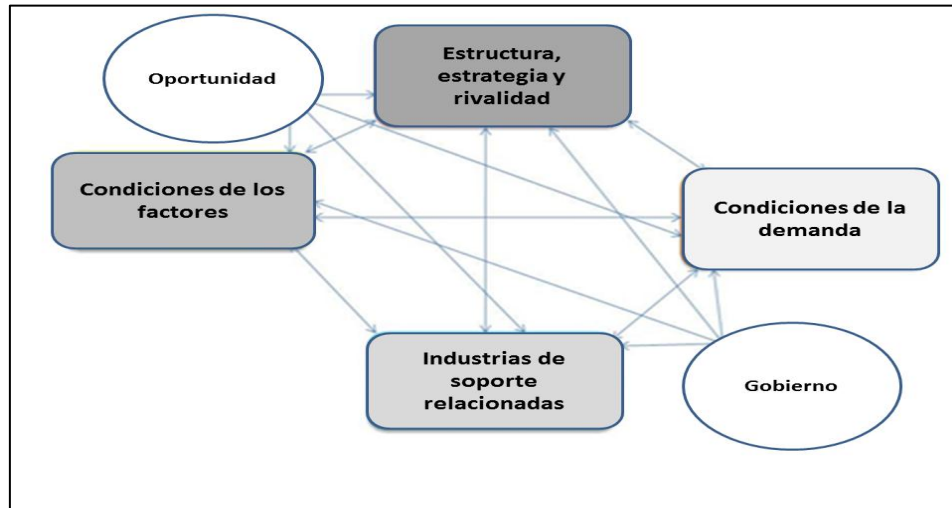 Oportunidad
Estructura,
estrategia y
rivalidad
Condiciones de los
factores
Condiciones de la
demanda
Industrias de
soporte
relacionadas
Gobierno